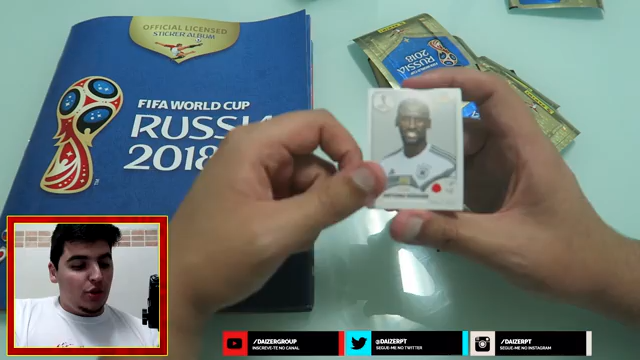 OFFICIAL LICENSED
STICKER ALBUM
FIFA WORLD CUP
RUSSIA
2018
RUSSIA
2018
/DAIZERGROUP
INSCREVE-TE NO CANAL
@DAIZERPT
SEGUE-ME NO TWITTER
/DAIZERPT
SEGUE-ME NO INSTAGRAM